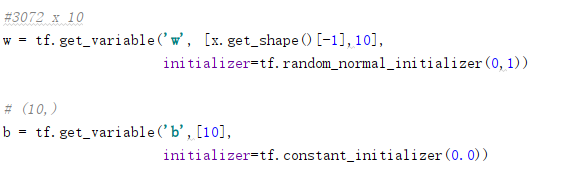 #3072 x 10
w = tf.get_variable('w', [x.get_shape()[-1],10],
initializer=tf.random_normal_initializer(0,1))
# (10,)
b = tf.get_variable('b',[10],
initializer=tf.constant_initializer(0.0))